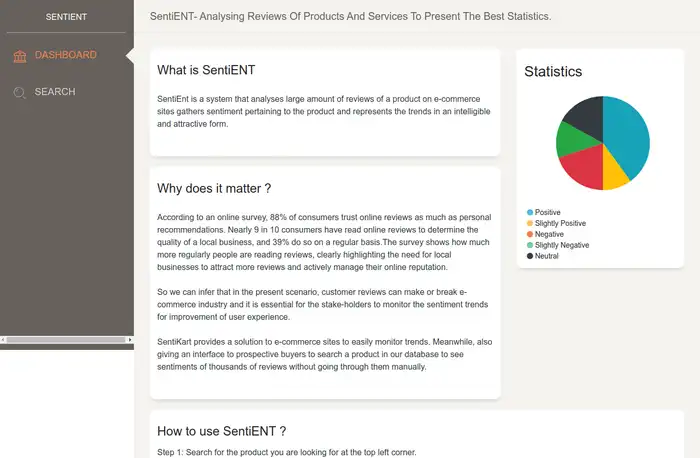 SENTIENT
DASHBOARD
SEARCH
SentiENT- Analysing Reviews Of Products And Services To Present The Best Statistics.
What is SentiENT
SentiEnt is a system that analyses large amount of reviews of a product on e-commerce
sites gathers sentiment pertaining to the product and represents the trends in an intelligible
and attractive form.
Why does it matter ?
According to an online survey, 88% of consumers trust online reviews as much as personal
recommendations. Nearly 9 in 10 consumers have read online reviews to determine the
quality of a local business, and 39% do so on a regular basis.The survey shows how much
more regularly people are reading reviews, clearly highlighting the need for local
businesses to attract more reviews and actively manage their online reputation.
So we can infer that in the present scenario, customer reviews can make or break e-
commerce industry and it is essential for the stake-holders to monitor the sentiment trends
for improvement of user experience.
SentiKart provides a solution to e-commerce sites to easily monitor trends. Meanwhile, also
giving an interface to prospective buyers to search a product in our database to see
sentiments of thousands of reviews without going through them manually.
Statistics
Positive
Slightly Positive
Negative
Slightly Negative
Neutral
How to use SentiENT ?
Step 1: Search for the product you are looking for at the top left corner.